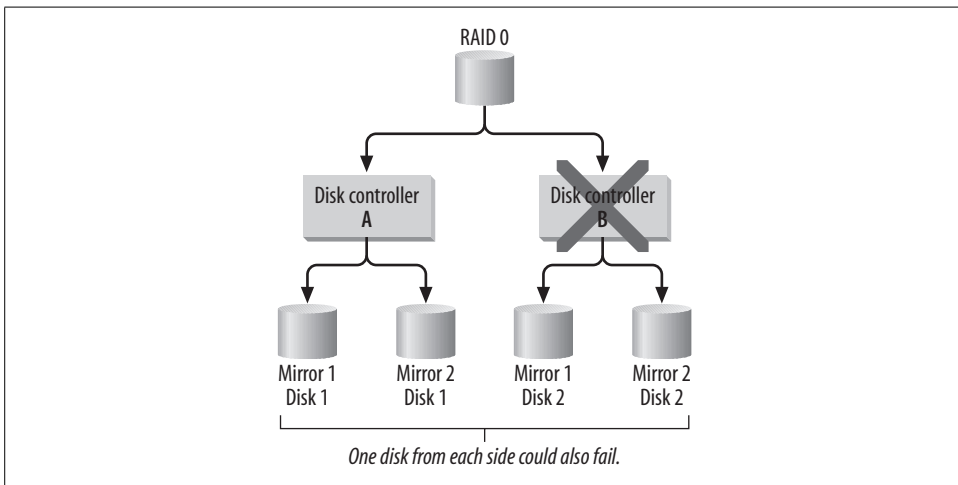 RAID 0
Disk controller
A
Disk controller
B
Mirror 1
Disk 1
Mirror 2
Disk 1
Mirror 1
Disk 2
Mirror 2
Disk 2
One disk from each side could also fail.